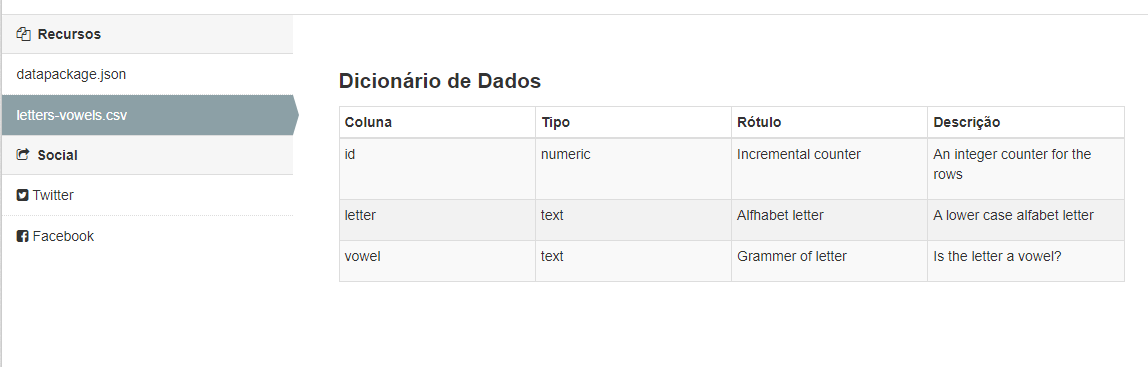 Recursos
datapackage.json
letters-vowels.csv
Social
Twitter
Facebook
Dicionário de Dados
Coluna Tipo Rótulo Descrição
id numeric Incremental counter An integer counter for the
rows
letter text Alfhabet letter A lower case alfabet letter
vowel text Grammer of letter Is the letter a vowel?